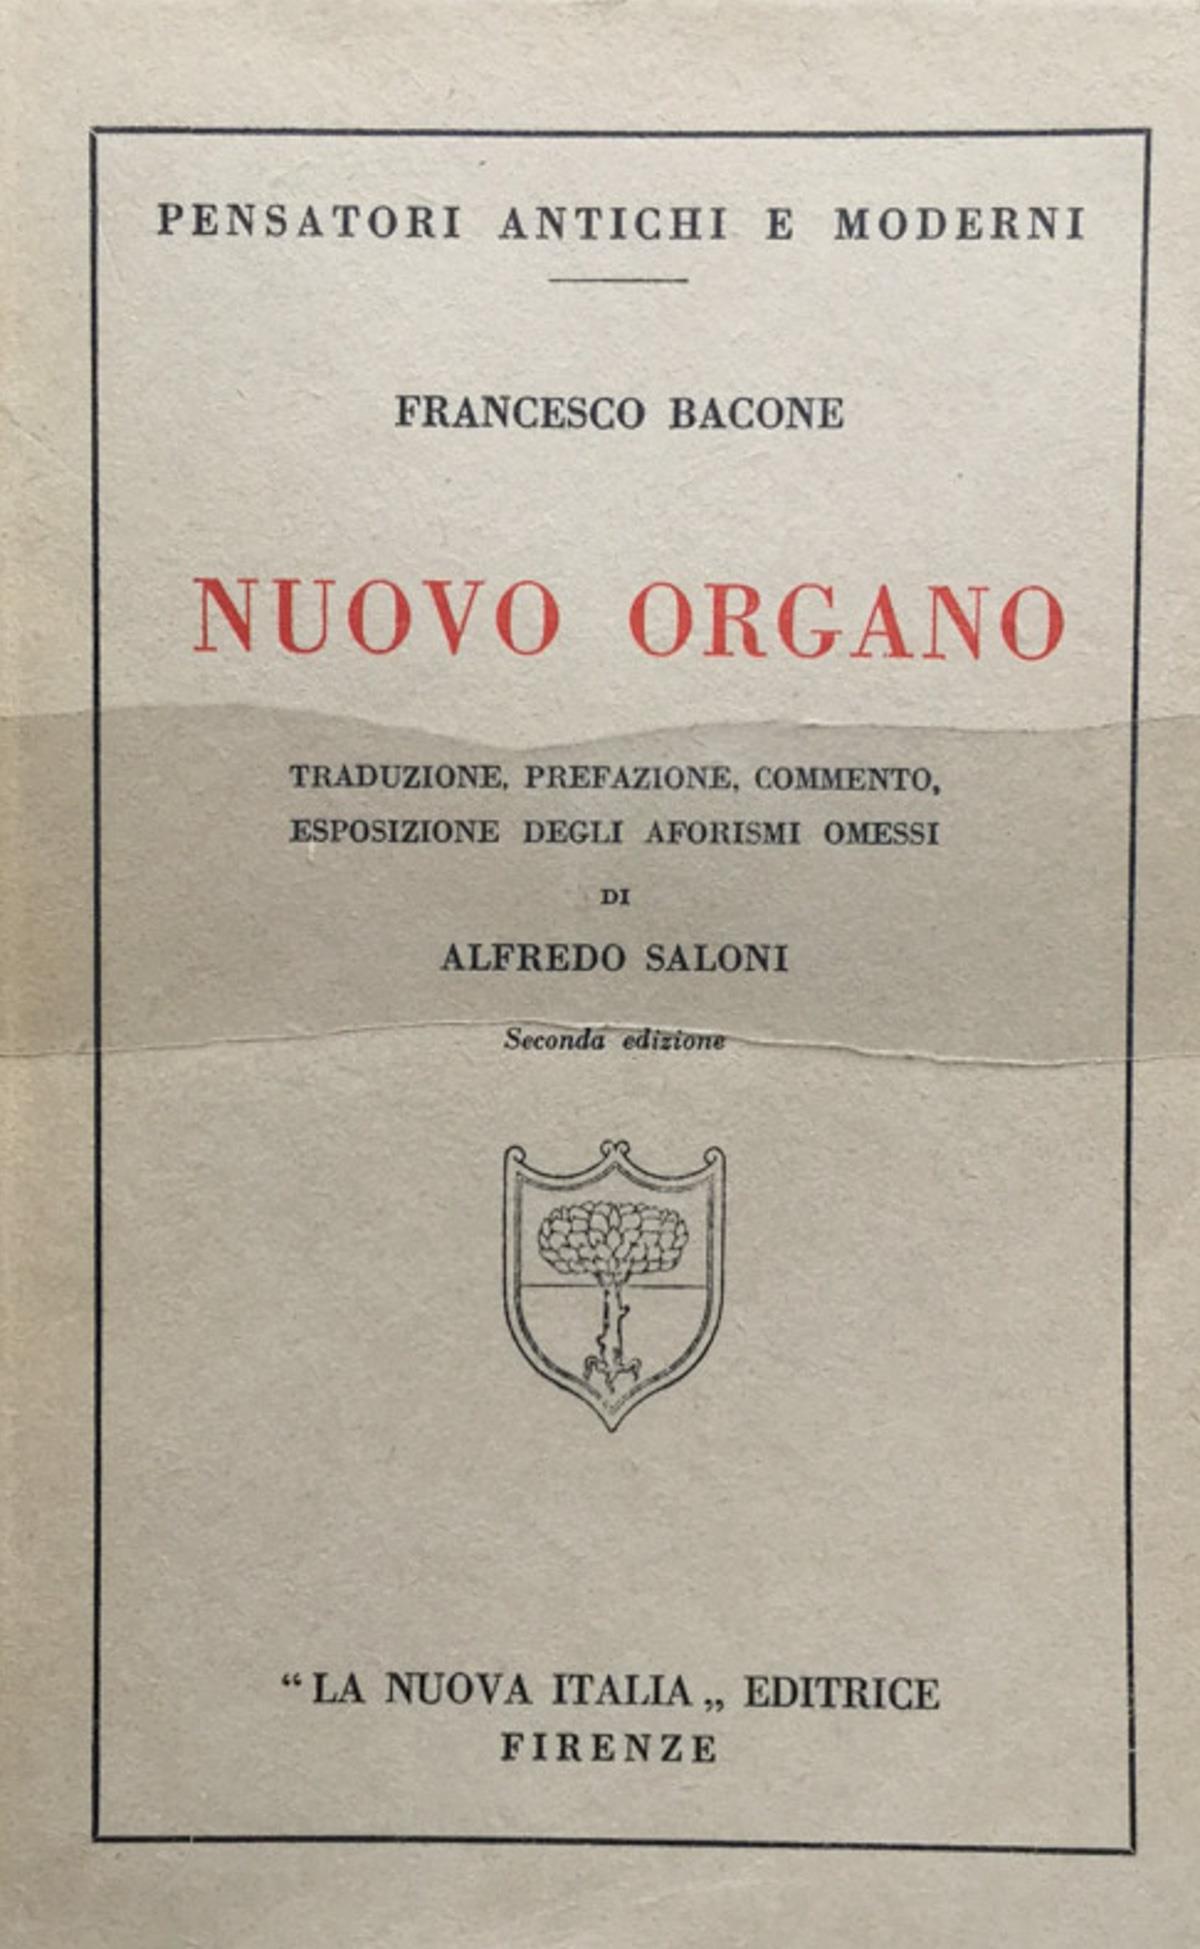 PENSATORI ANTICHI E MODERNI
FRANCESCO BACONE
NUOVO ORGANO
TRADUZIONE, PREFAZIONE, COMMENTO,
ESPOSIZIONE DEGLI AFORISMI OMESSI
DI
ALFREDO SALONI
Seconda edizione
“LA NUOVA ITALIA„ EDITRICE
FIRENZE